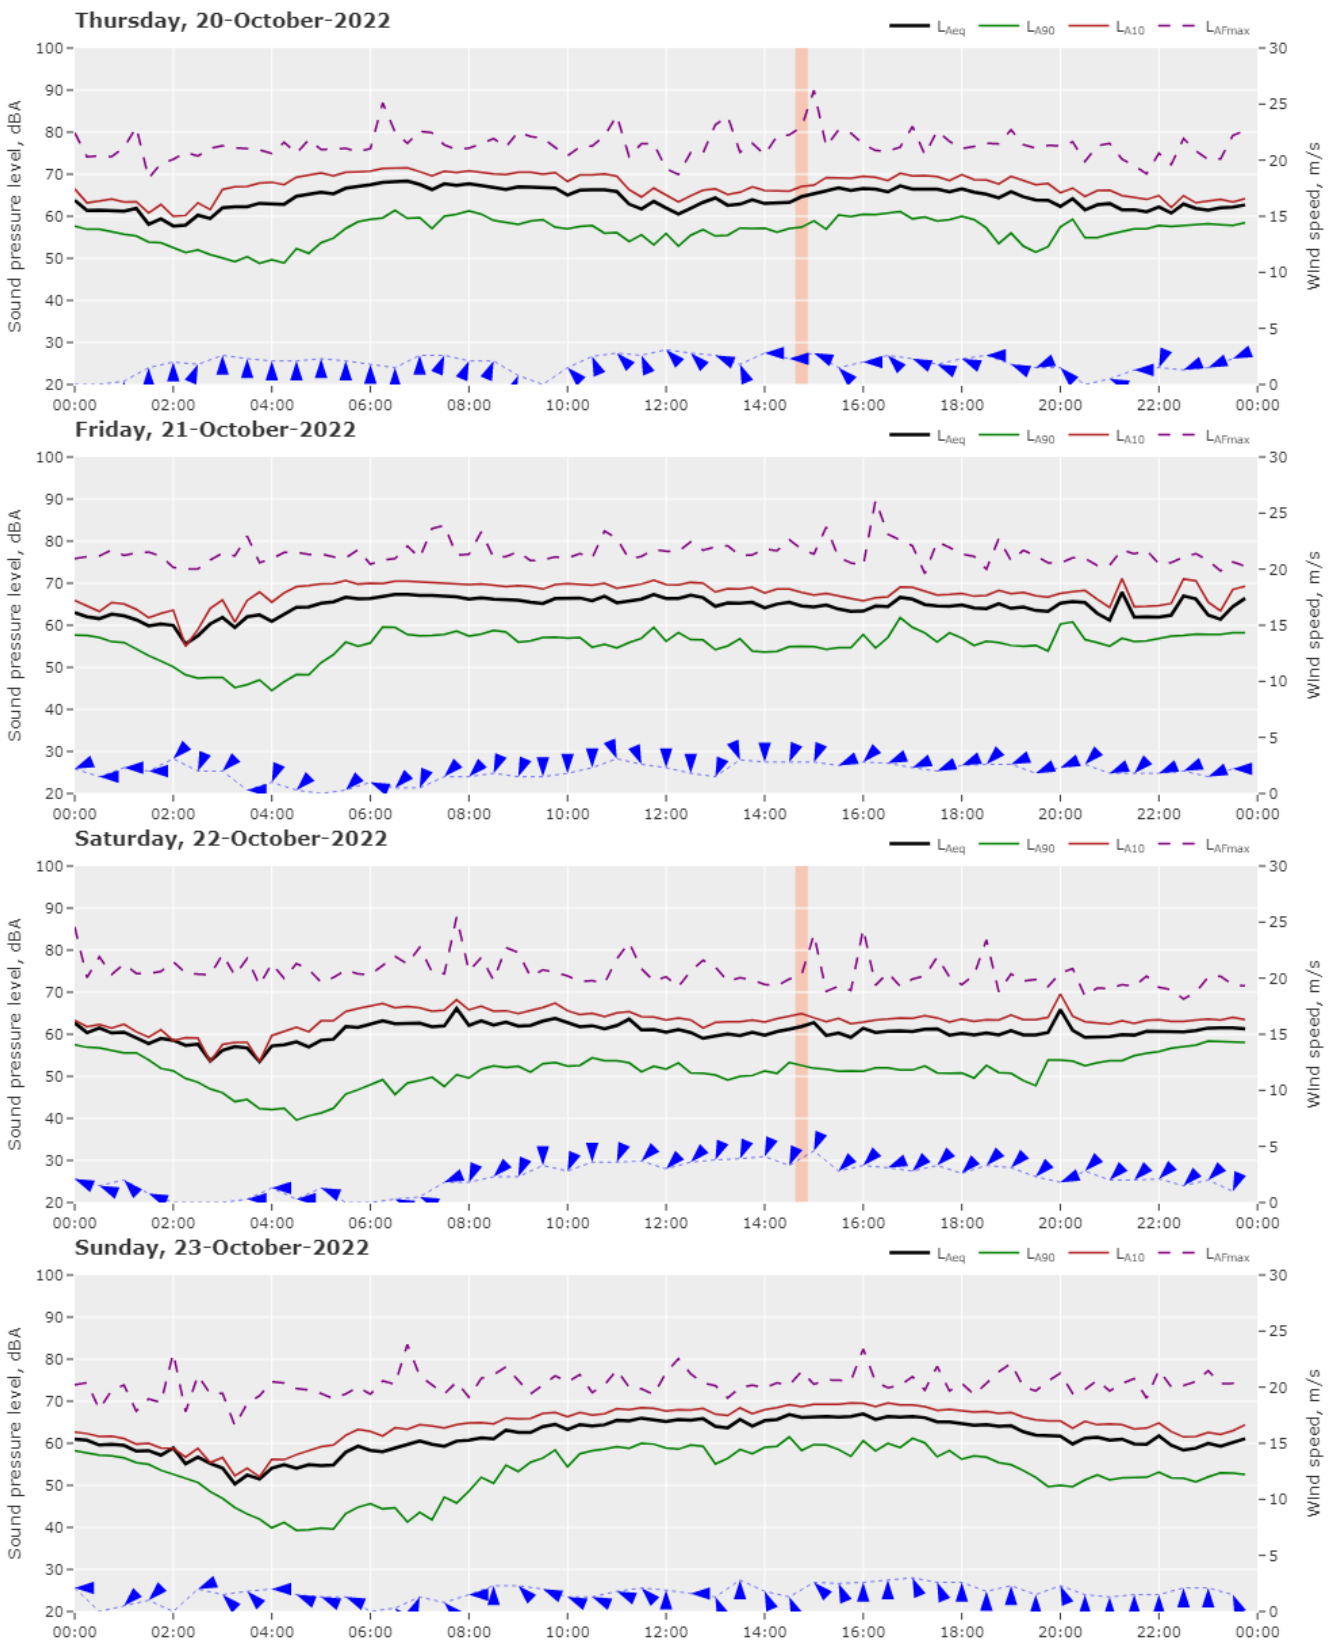 Thursday, 20-October-2022
LAeq LA90 LA10 LAFmax
100 90 80 70 60 50 40 30 20
Sound pressure level, dBA
30 25 20 15 10 5 0
Wind speed, m/s
00:00 02:00 04:00 06:00 08:00 10:00 12:00 14:00 16:00 18:00 20:00 22:00 00:00
Friday, 21-October-2022
LAeq LA90 LA10 LAFmax
100 90 80 70 60 50 40 30 20
Sound pressure level, dBA
30 25 20 15 10 5 0
Wind speed, m/s
00:00 02:00 04:00 06:00 08:00 10:00 12:00 14:00 16:00 18:00 20:00 22:00 00:00
Saturday, 22-October-2022
LAeq LA90 LA10 LAFmax
100 90 80 70 60 50 40 30 20
Sound pressure level, dBA
30 25 20 15 10 5 0
Wind speed, m/s
00:00 02:00 04:00 06:00 08:00 10:00 12:00 14:00 16:00 18:00 20:00 22:00 00:00
Sunday, 23-October-2022
LAeq LA90 LA10 LAFmax
100 90 80 70 60 50 40 30 20
Sound pressure level, dBA
30 25 20 15 10 5 0
Wind speed, m/s
00:00 02:00 04:00 06:00 08:00 10:00 12:00 14:00 16:00 18:00 20:00 22:00 00:00